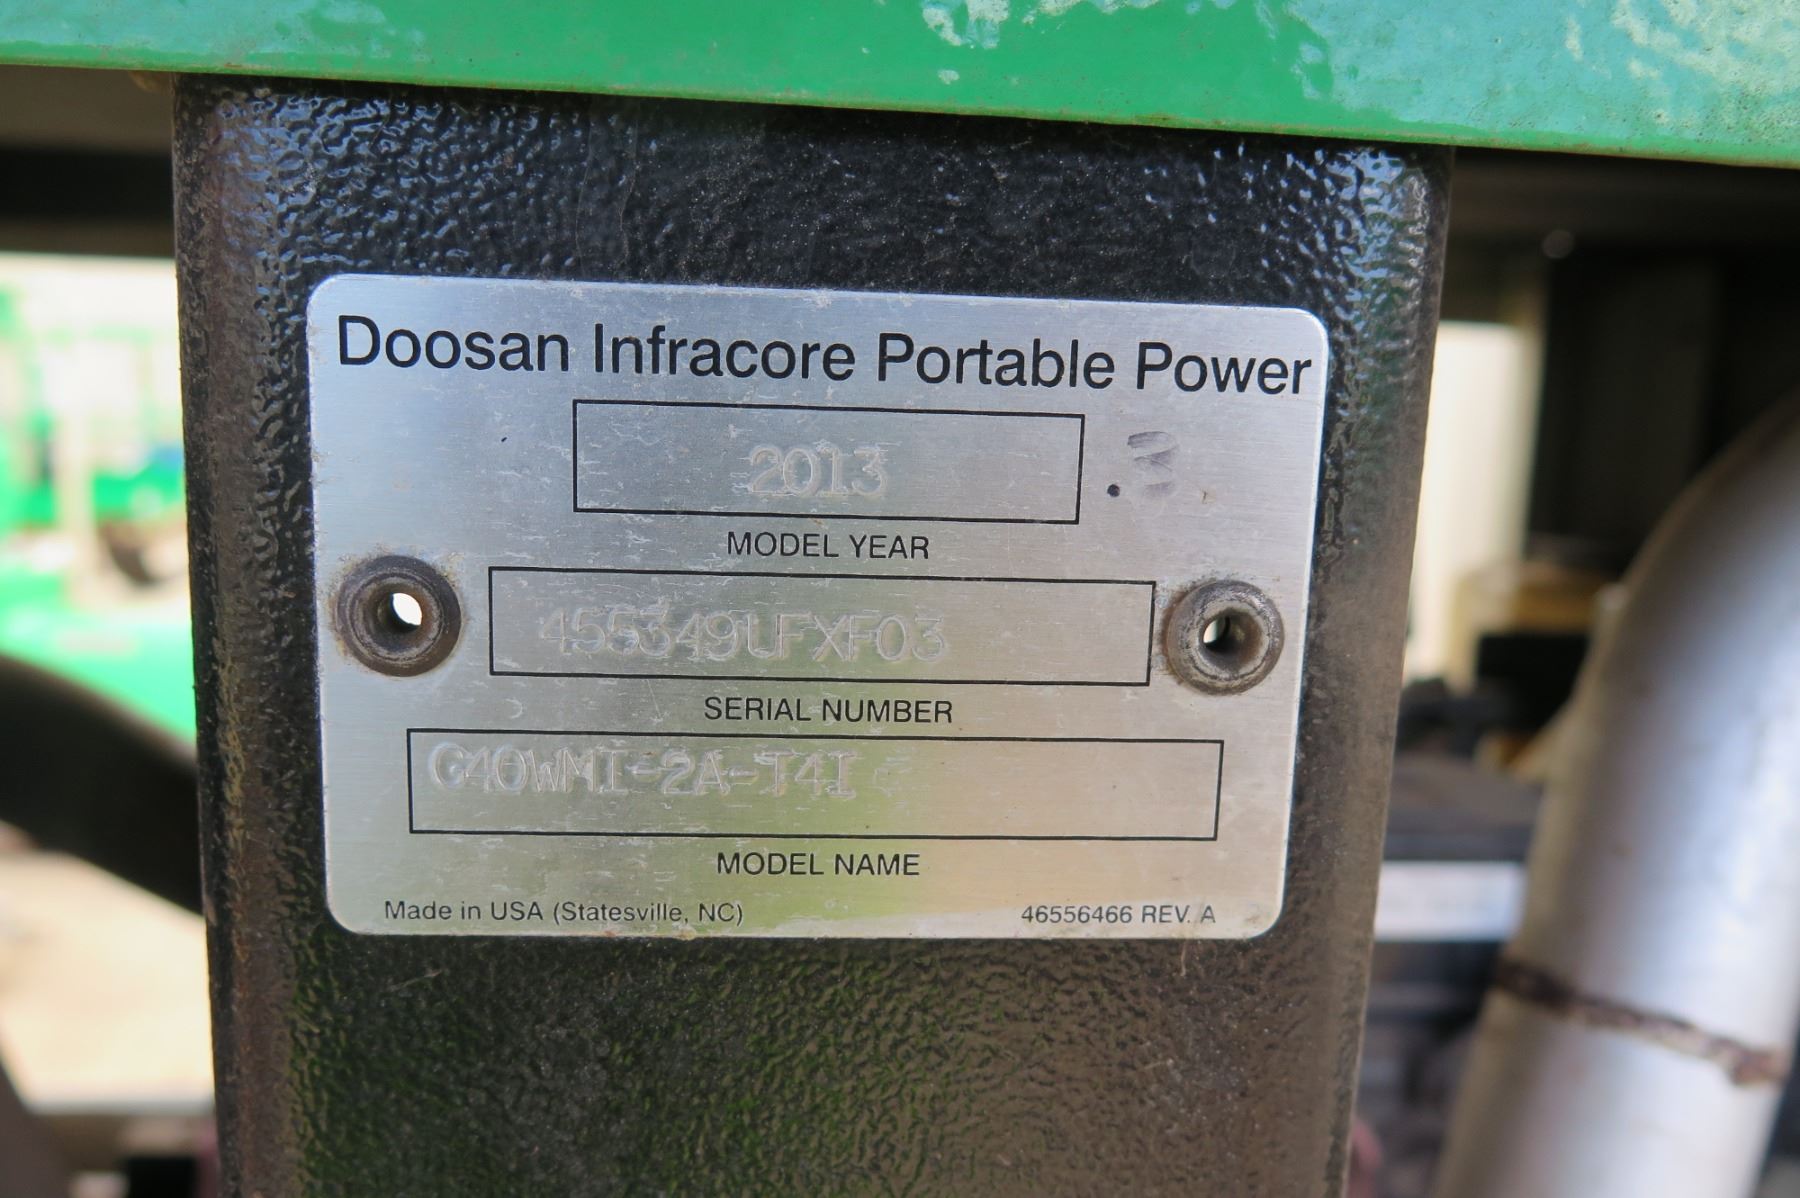 Doosan Infracore Portable Power
2013
MODEL YEAR
455349UFXF03
SERIAL NUMBER
G40WMI-2A-T4I
MODEL NAME
Made in USA (Statesville, NC)
46556466 REV. A